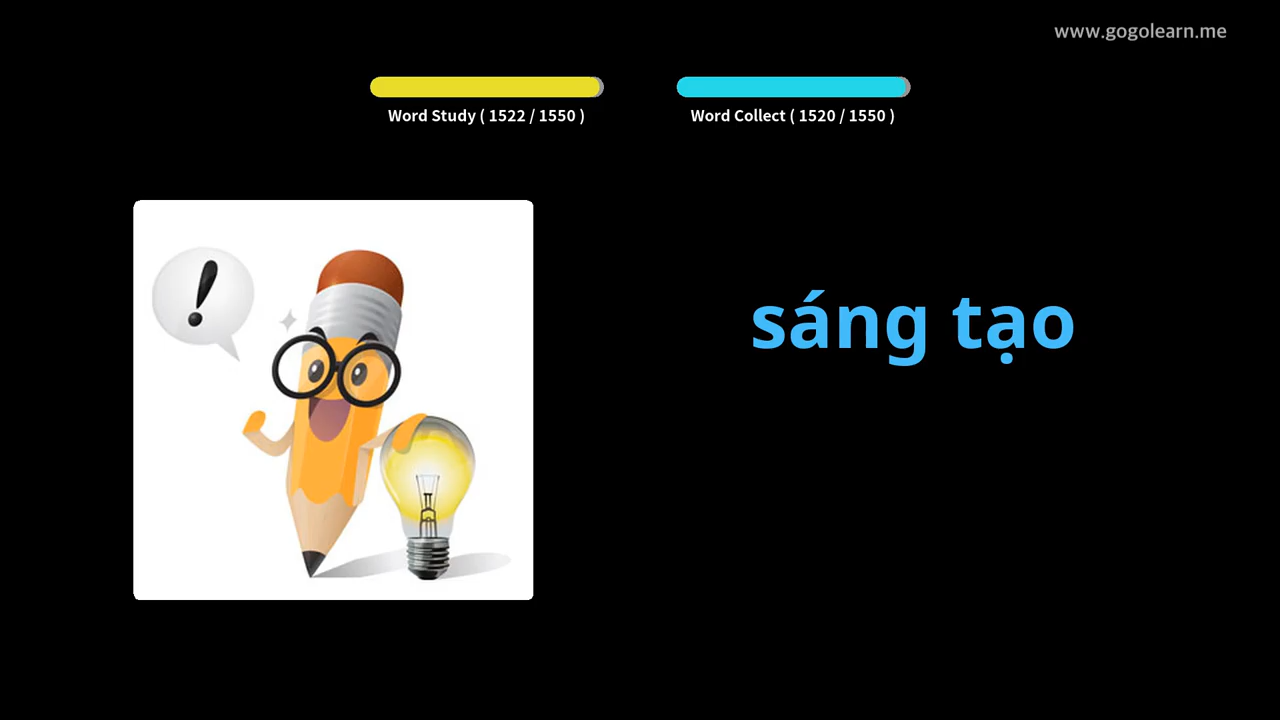 www.gogolearn.me
Word Study ( 1522 / 1550 )
Word Collect ( 1520 / 1550 )
!
sáng tạo